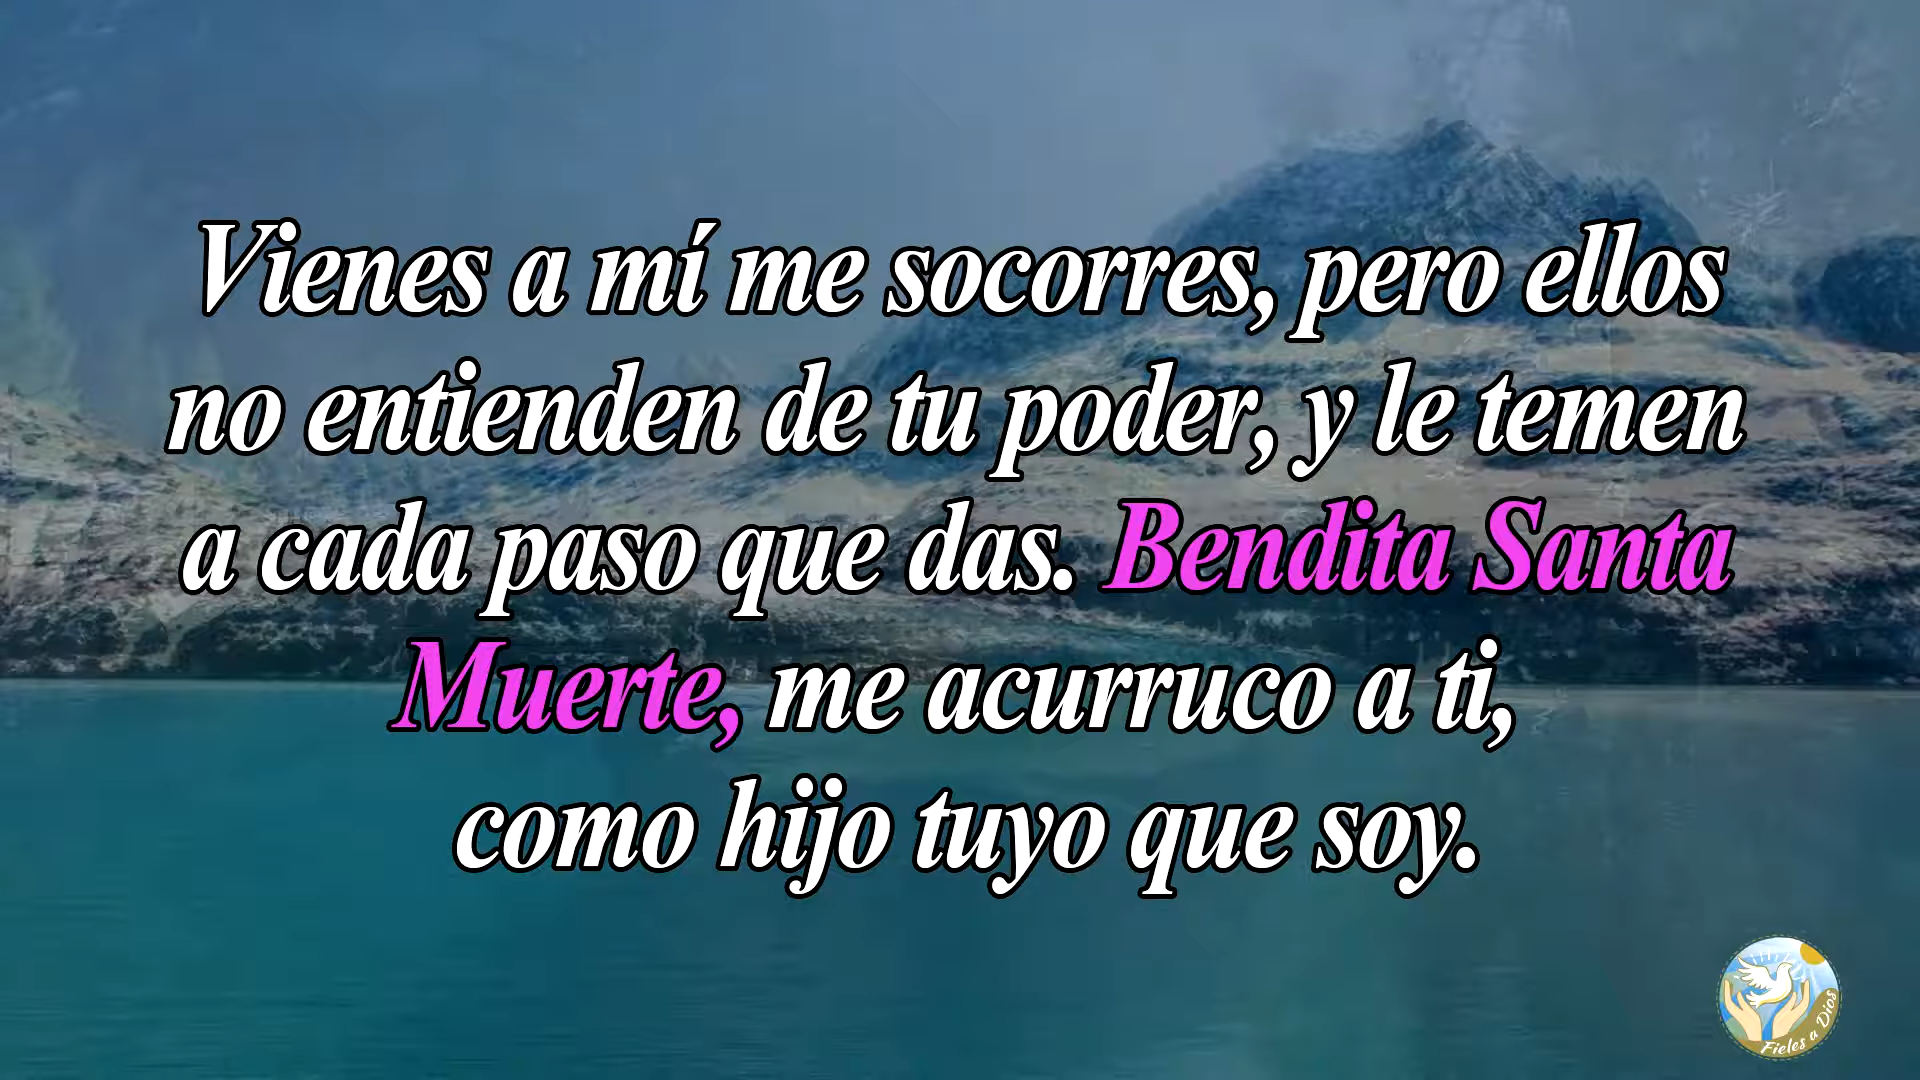 Vienes a mí me socorres, pero ellos
no entienden de tu poder, y le temen
a cada paso que das. Bendita Santa
Muerte, me acurruco a ti,
como hijo tuyo que soy.
Fieles a Dios